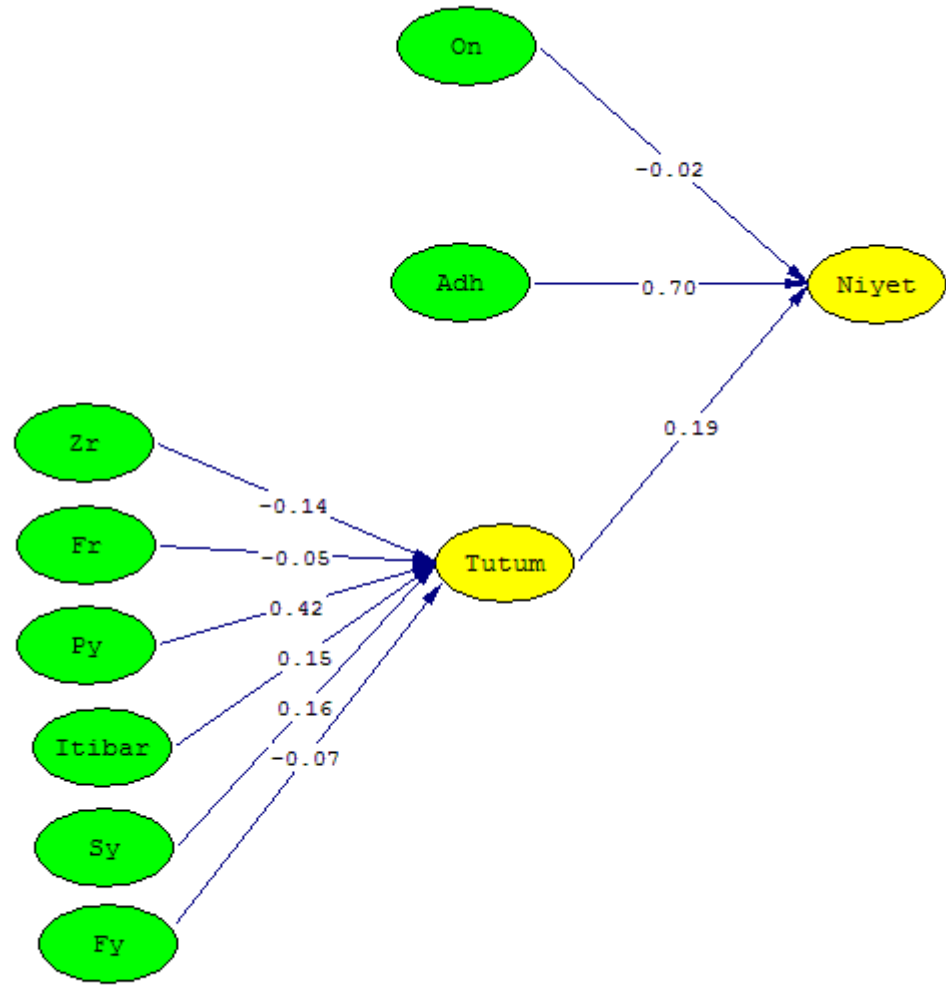 On
-0.02
Adh
0.70
Niyet
0.19
Zr
-0.14
Fr
-0.05
Tutum
Py
0.42
Itibar
0.15
Sy
0.16
Fy
-0.07